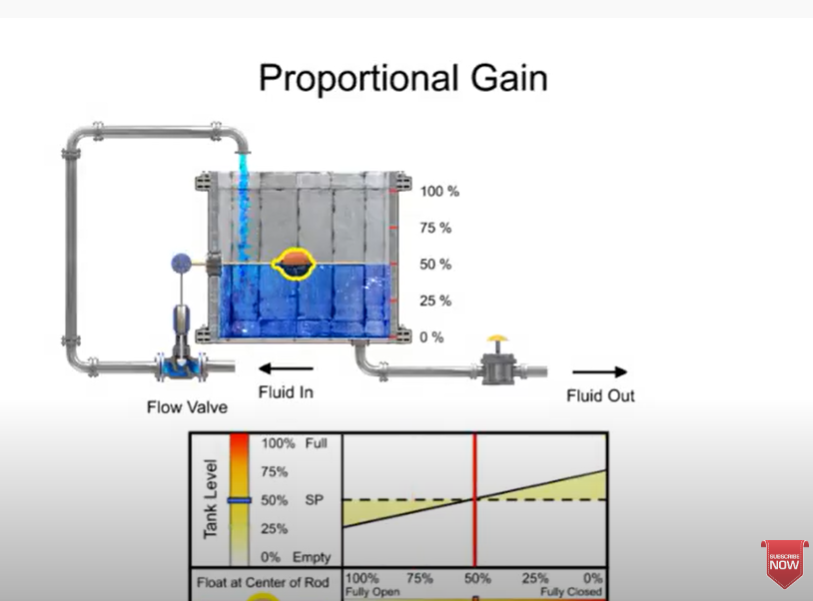 Proportional Gain
100 %
75 %
50 %
25 %
0 %
Fluid In
Flow Valve
Fluid Out
Tank Level
100% Full
75%
50% SP
25%
0% Empty
Float at Center of Rod
100% 75% 50% 25% 0%
Fully Open Fully Closed
SUBSCRIBE
NOW